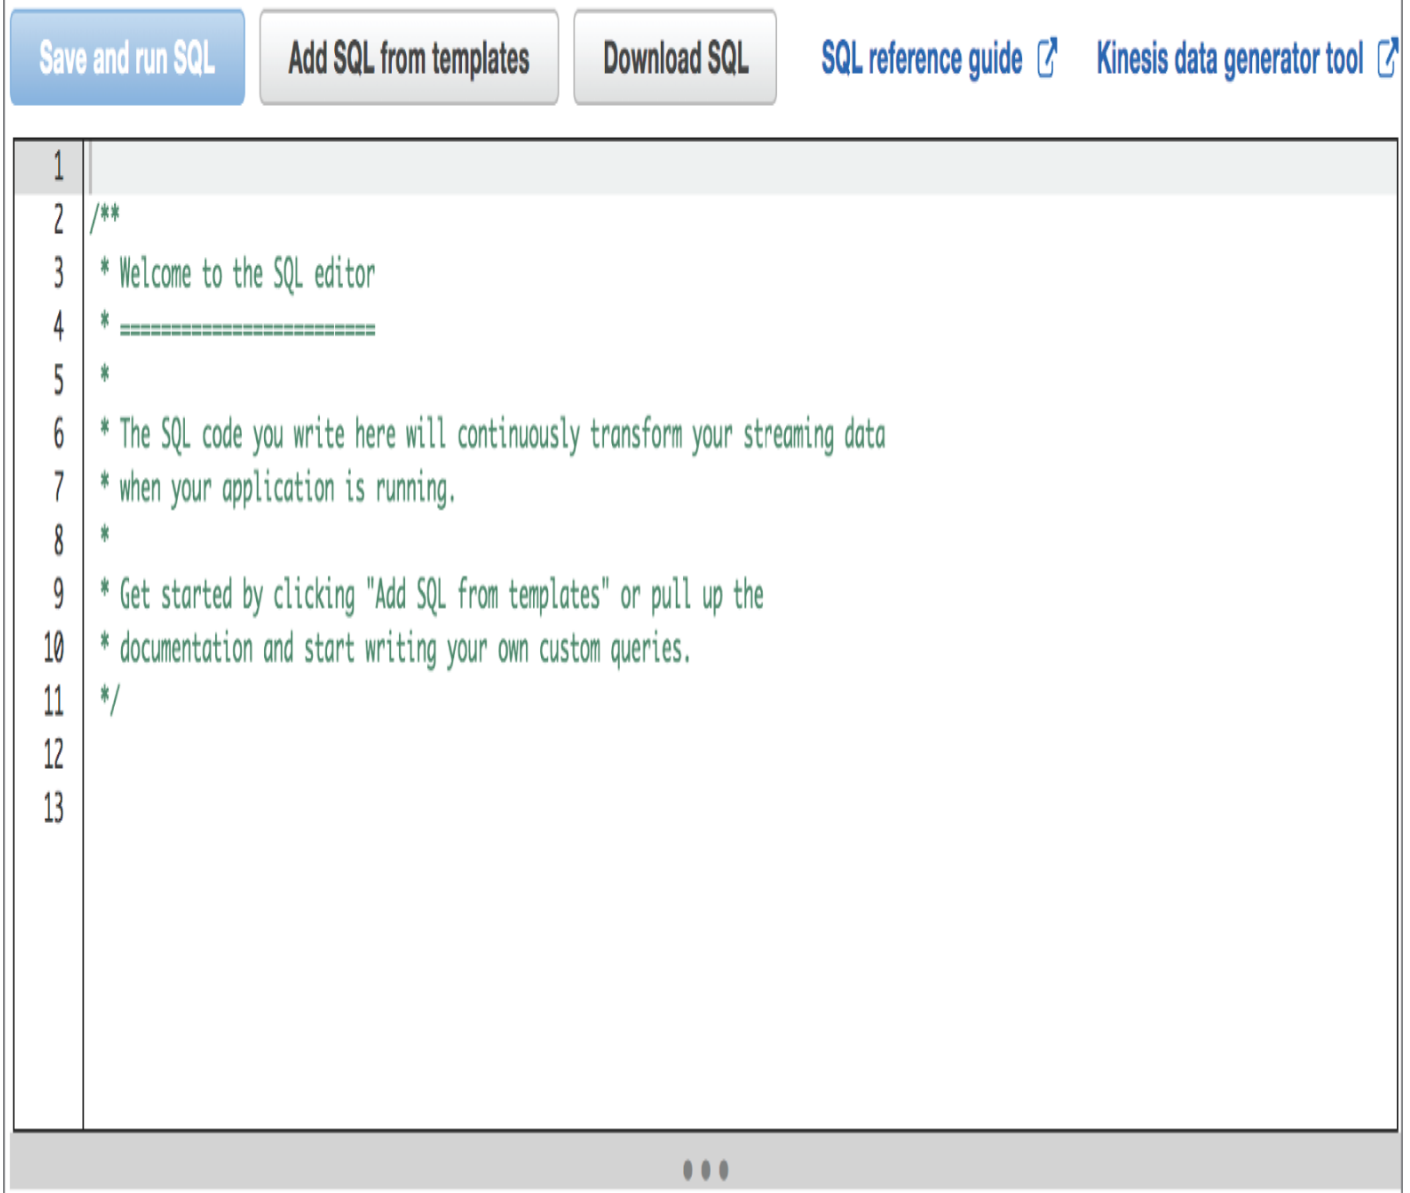 Save and run SQL Add SQL from templates Download SQL SQL reference guide Kinesis data generator tool
1
2 /**
3 * Welcome to the SQL editor
4 * =========================
5 *
6 * The SQL code you write here will continuously transform your streaming data
7 * when your application is running.
8 *
9 * Get started by clicking "Add SQL from templates" or pull up the
10 * documentation and start writing your own custom queries.
11 */
12
13